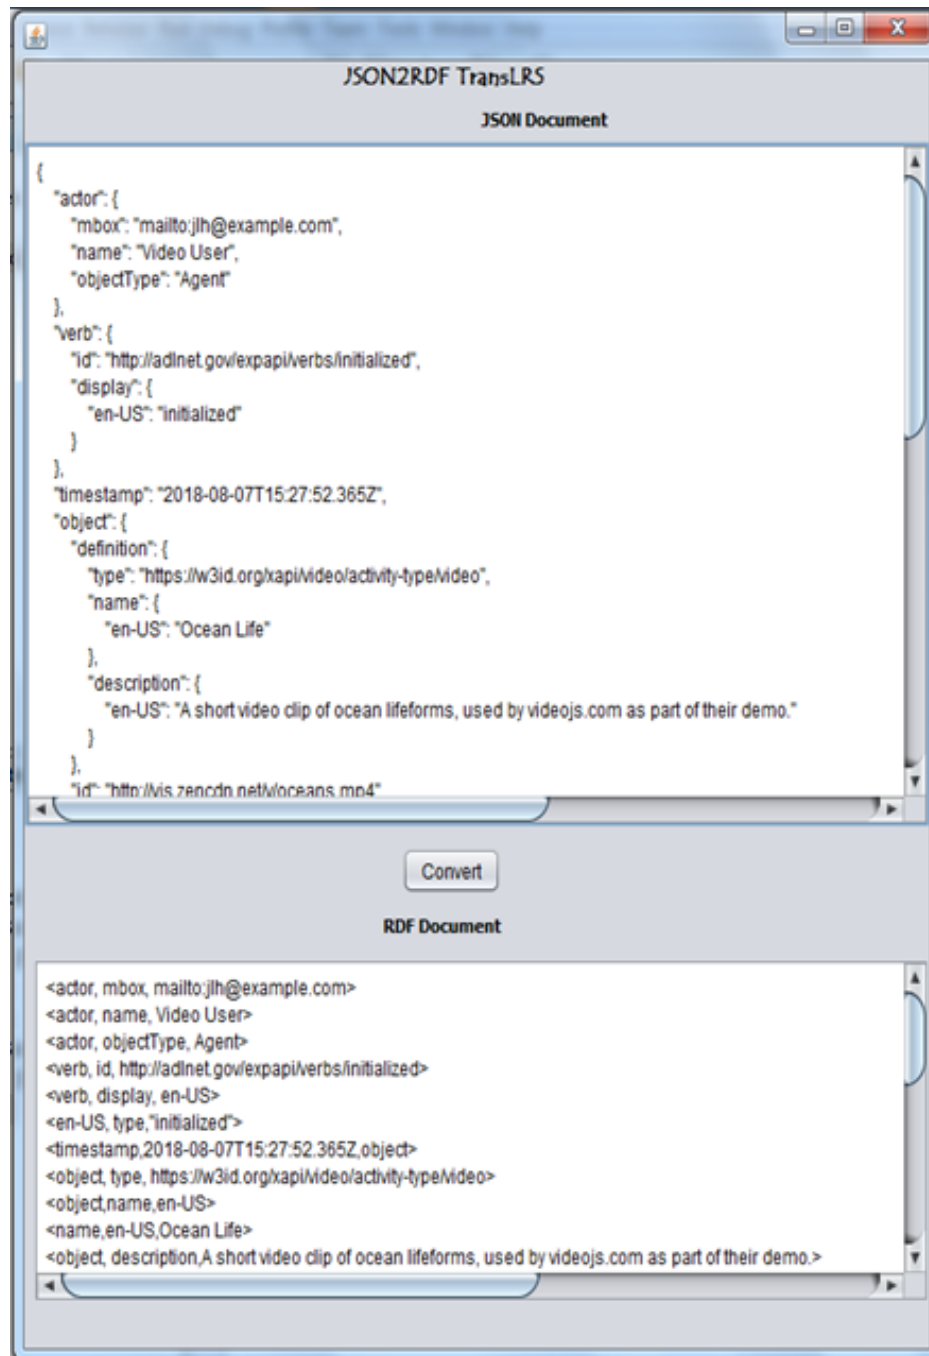 JSON2RDF TransLRS
JSON Document
{
"actor": {
"mbox": "mailto:jlh@example.com",
"name": "Video User",
"objectType": "Agent"
},
"verb": {
"id": "http://adlnet.gov/expapi/verbs/initialized",
"display": {
"en-US": "initialized"
}
},
"timestamp": "2018-08-07T15:27:52.365Z",
"object": {
"definition": {
"type": "https://w3id.org/xapi/video/activity-type/video",
"name": {
"en-US": "Ocean Life"
},
"description": {
"en-US": "A short video clip of ocean lifeforms, used by videojs.com as part of their demo."
}
},
"id": "http://vjs.zencdn.net/v/oceans.mp4"
Convert
RDF Document
<actor, mbox, mailto:jlh@example.com>
<actor, name, Video User>
<actor, objectType, Agent>
<verb, id, http://adlnet.gov/expapi/verbs/initialized>
<verb, display, en-US>
<en-US, type,"initialized">
<timestamp,2018-08-07T15:27:52.365Z,object>
<object, type, https://w3id.org/xapi/video/activity-type/video>
<object,name,en-US>
<name,en-US,Ocean Life>
<object, description,A short video clip of ocean lifeforms, used by videojs.com as part of their demo.>